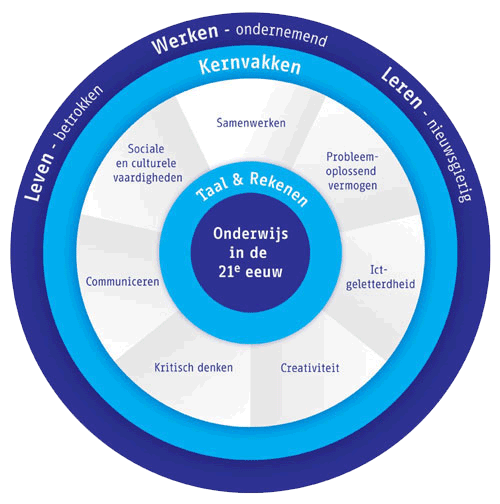 Leven - betrokken
Werken - ondernemend
Leren - nieuwsgierig
Kernvakken
Samenwerken
Probleem-
oplossend
vermogen
Ict-
geletterdheid
Creativiteit
Kritisch denken
Communiceren
Sociale
en culturele
vaardigheden
Taal & Rekenen
Onderwijs
in de
21e eeuw